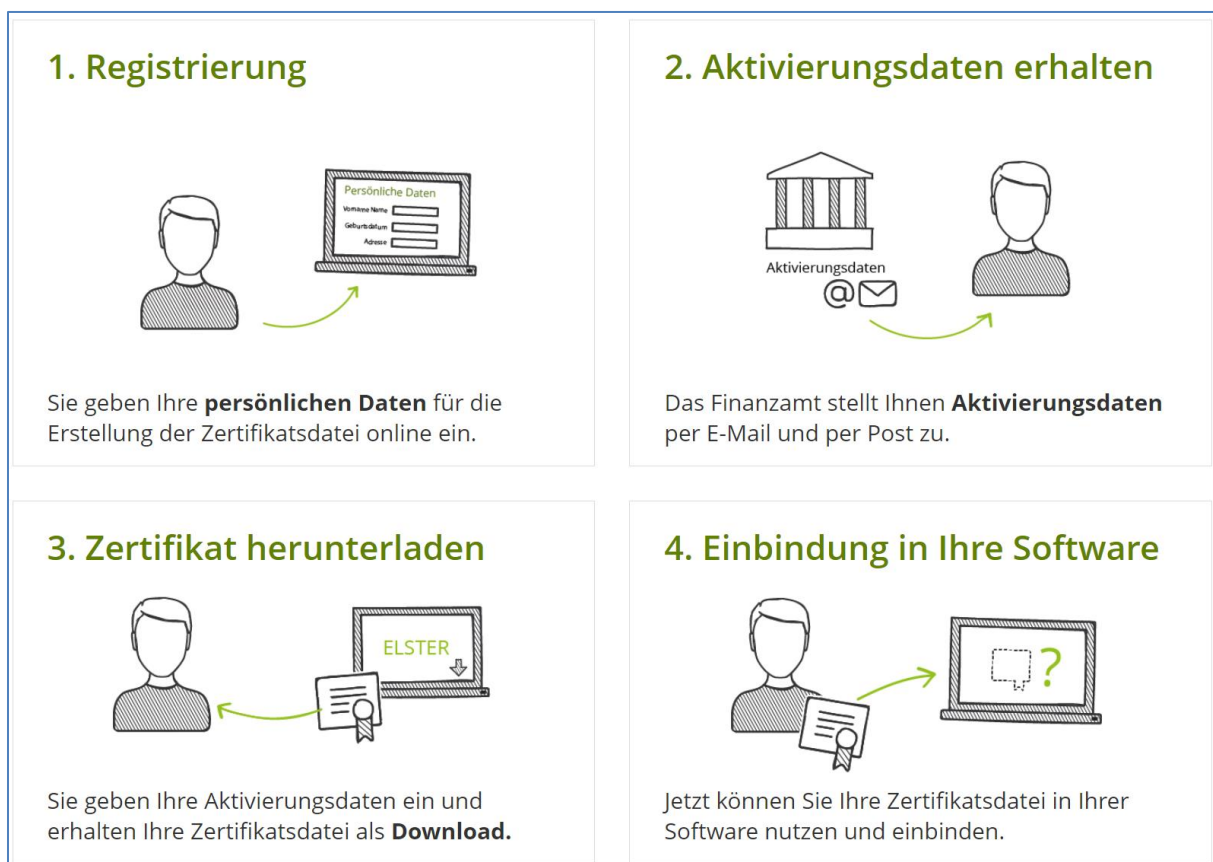 1. Registrierung
Persönliche Daten
Vorname Name
Geburtsdatum
Adresse
Sie geben Ihre persönlichen Daten für die
Erstellung der Zertifikatsdatei online ein.
2. Aktivierungsdaten erhalten
Aktivierungsdaten
@
Das Finanzamt stellt Ihnen Aktivierungsdaten
per E-Mail und per Post zu.
3. Zertifikat herunterladen
ELSTER
Sie geben Ihre Aktivierungsdaten ein und
erhalten Ihre Zertifikatsdatei als Download.
4. Einbindung in Ihre Software
?
Jetzt können Sie Ihre Zertifikatsdatei in Ihrer
Software nutzen und einbinden.